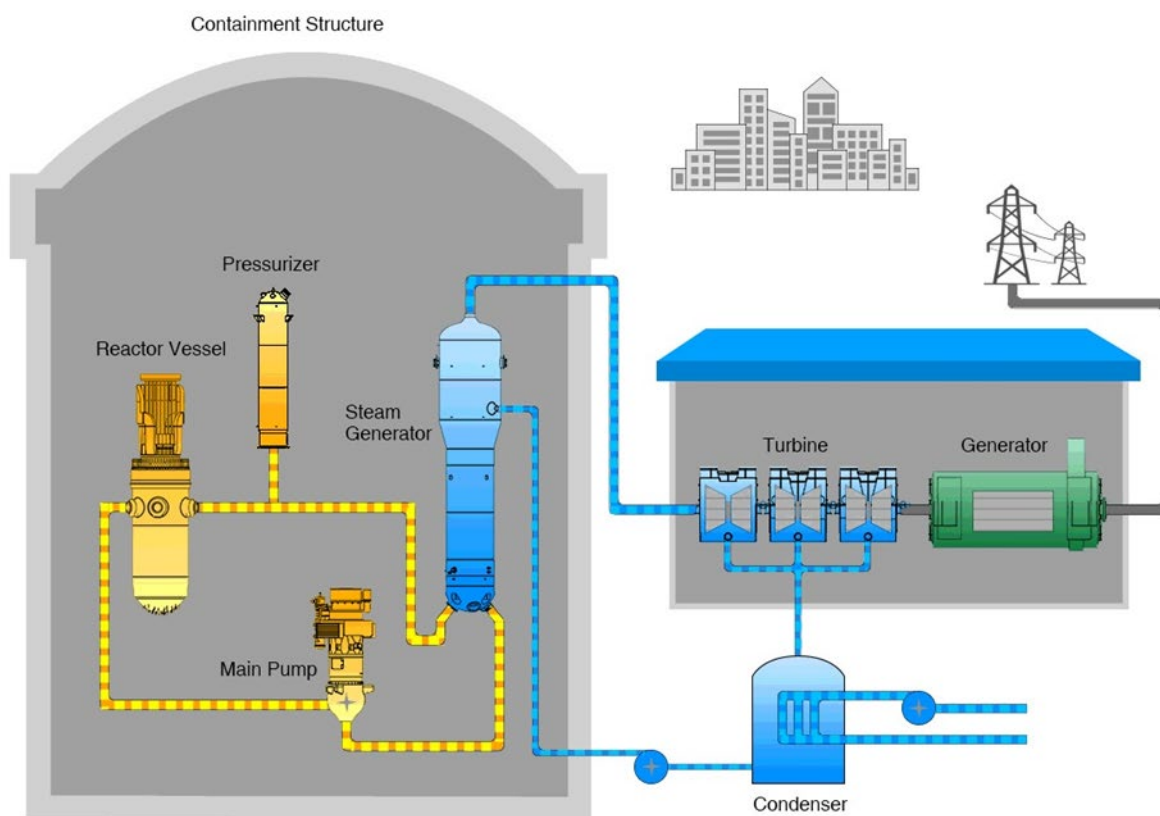 Containment Structure
Pressurizer
Reactor Vessel
Steam
Generator
Turbine
Generator
Main Pump
Condenser